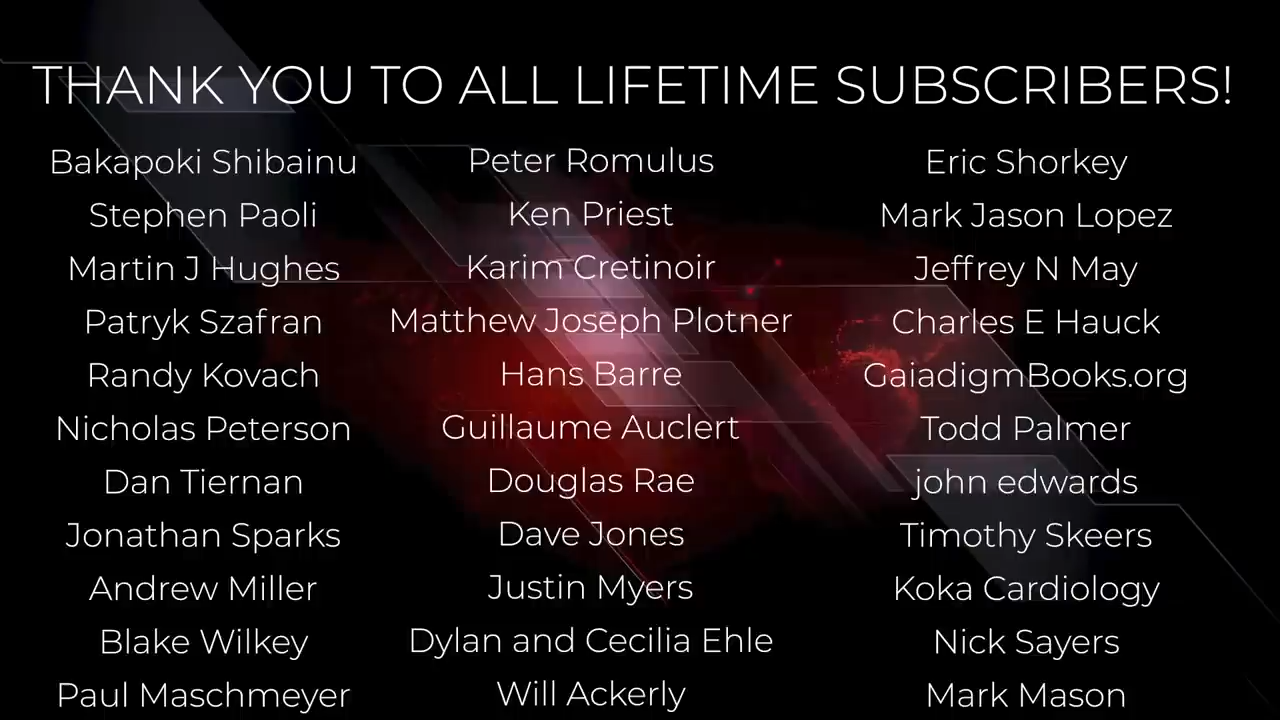 THANK YOU TO ALL LIFETIME SUBSCRIBERS!
Bakapoki Shibainu
Stephen Paoli
Martin J Hughes
Patryk Szafran
Randy Kovach
Nicholas Peterson
Dan Tiernan
Jonathan Sparks
Andrew Miller
Blake Wilkey
Paul Maschmeyer
Peter Romulus
Ken Priest
Karim Cretinoir
Matthew Joseph Plotner
Hans Barre
Guillaume Auclert
Douglas Rae
Dave Jones
Justin Myers
Dylan and Cecilia Ehle
Will Ackerly
Eric Shorkey
Mark Jason Lopez
Jeffrey N May
Charles E Hauck
GaiadigmBooks.org
Todd Palmer
john edwards
Timothy Skeers
Koka Cardiology
Nick Sayers
Mark Mason